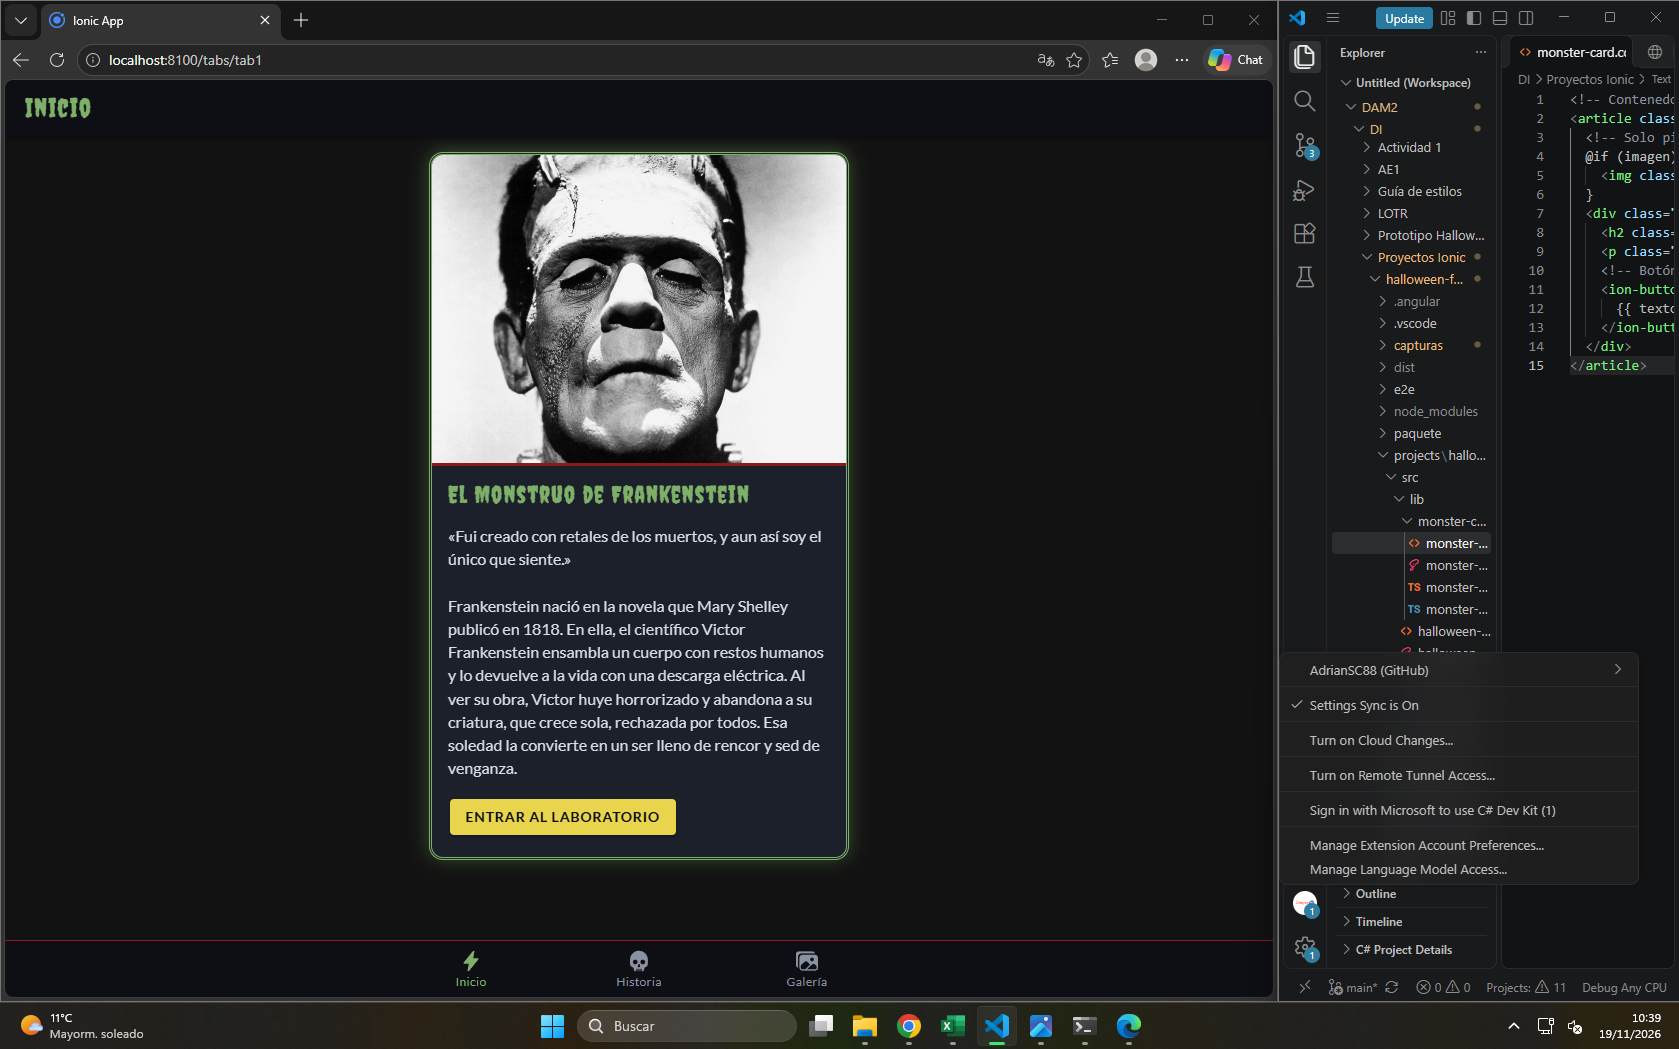 Ionic App
localhost:8100/tabs/tab1
Chat
INICIO
EL MONSTRUO DE FRANKENSTEIN
«Fui creado con retales de los muertos, y aun así soy el
único que siente.»
Frankenstein nació en la novela que Mary Shelley
publicó en 1818. En ella, el científico Victor
Frankenstein ensambla un cuerpo con restos humanos
y lo devuelve a la vida con una descarga eléctrica. Al
ver su obra, Victor huye horrorizado y abandona a su
criatura, que crece sola, rechazada por todos. Esa
soledad la convierte en un ser lleno de rencor y sed de
venganza.
ENTRAR AL LABORATORIO
Inicio
Historia
Galería
Update
Explorer
Untitled (Workspace)
DAM2
DI
Actividad 1
AE1
Guía de estilos
LOTR
Prototipo Hallow...
Proyectos Ionic
halloween-f...
.angular
.vscode
capturas
dist
e2e
node_modules
paquete
projects\hallo...
src
lib
monster-c...
monster-...
monster-...
TS monster-...
TS monster-...
halloween-...
3
monster-card.co
DI > Proyectos Ionic > Text
1 <!-- Contenedo
2 <article class
3 <!-- Solo pi
4 @if (imagen)
5 <img class
6 }
7 <div class="
8 <h2 class=
9 <p class="
10 <!-- Botón
11 <ion-butto
12 {{ texto
13 </ion-butt
14 </div>
15 </article>
AdrianSC88 (GitHub)
Settings Sync is On
Turn on Cloud Changes...
Turn on Remote Tunnel Access...
Sign in with Microsoft to use C# Dev Kit (1)
Manage Extension Account Preferences...
Manage Language Model Access...
Outline
Timeline
C# Project Details
1
1
main*
0
0
Projects:
11
Debug Any CPU
11°C
Mayorm. soleado
Buscar
10:39
19/11/2026